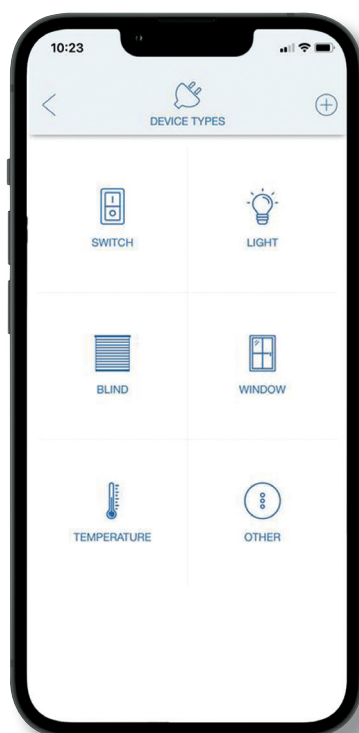 10:23
DEVICE TYPES
SWITCH
LIGHT
BLIND
WINDOW
TEMPERATURE
OTHER